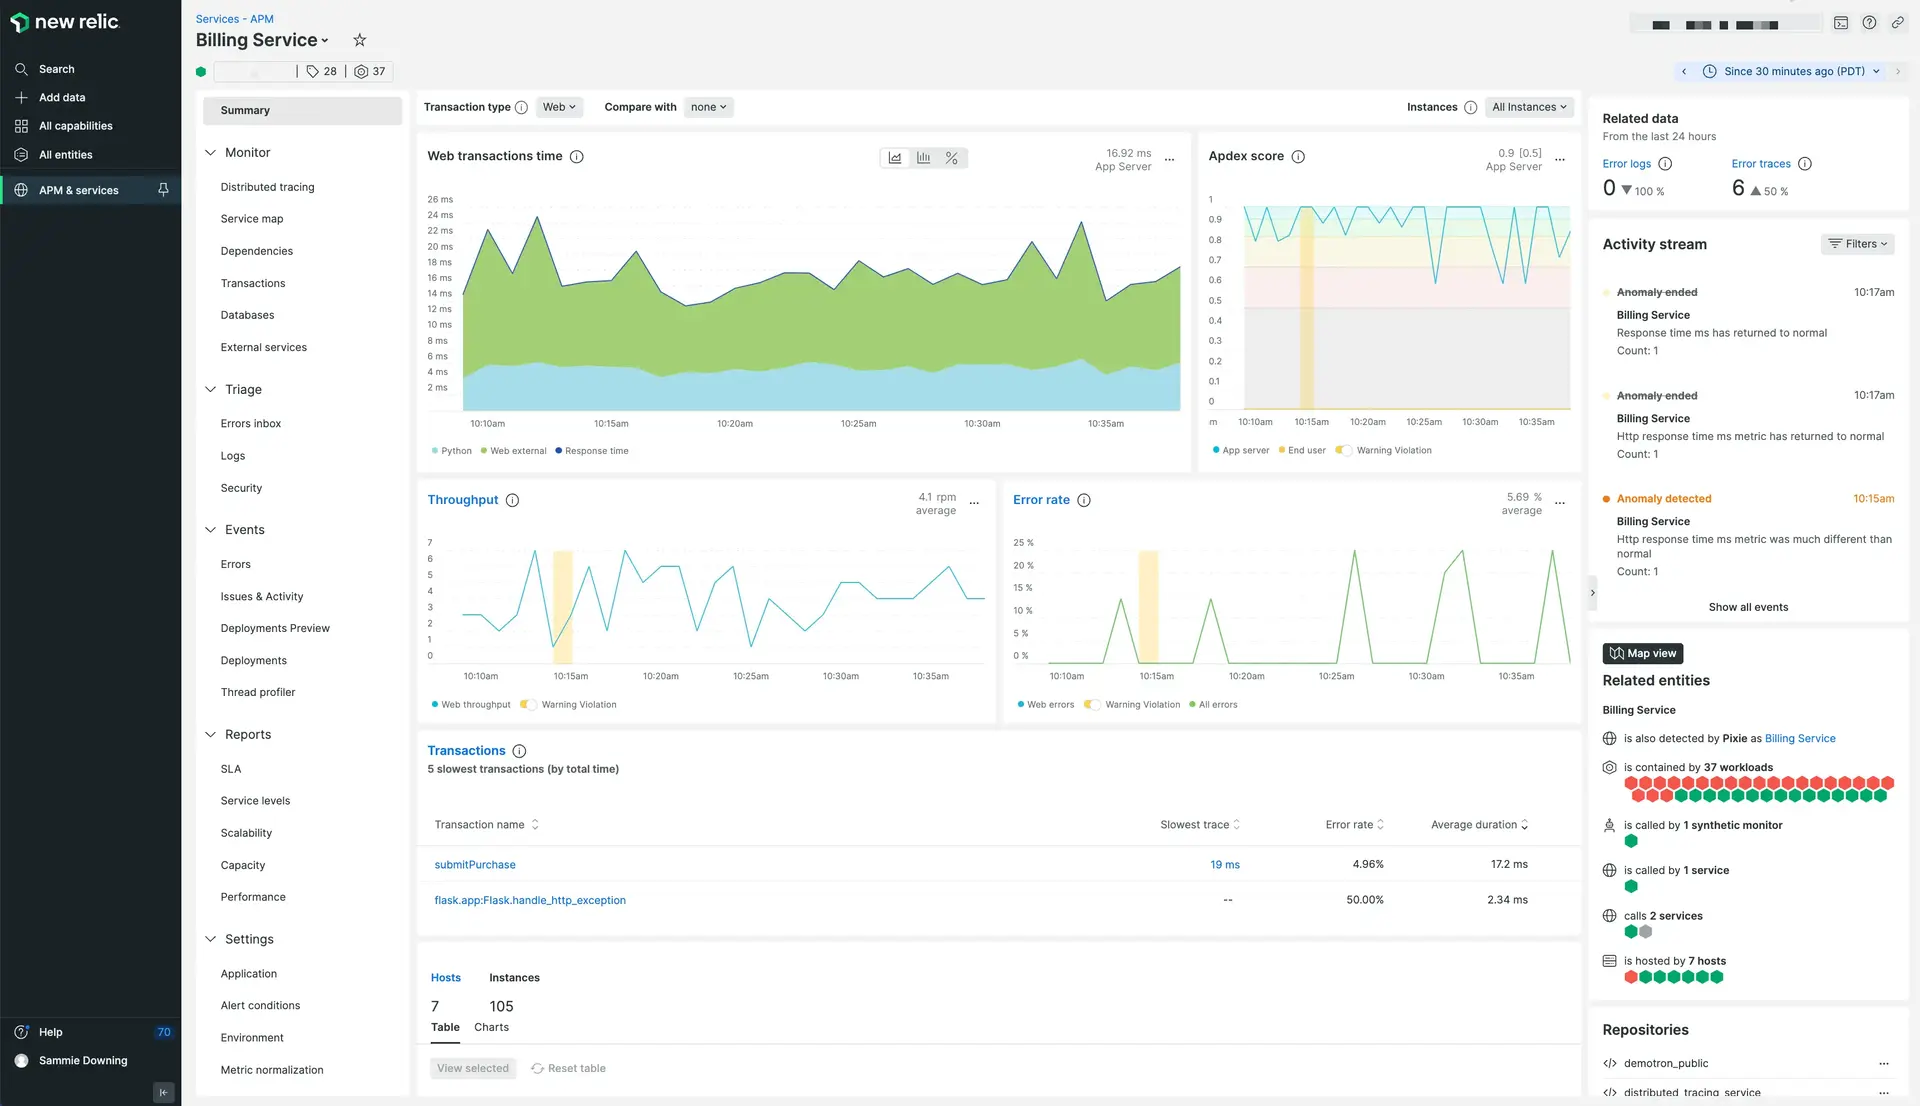 new relic
Search
Add data
All capabilities
All entities
APM & services
Help 70
Sammie Downing
Services - APM
Billing Service
28 | 37
Since 30 minutes ago (PDT)
Summary
Monitor
Distributed tracing
Service map
Dependencies
Transactions
Databases
External services
Triage
Errors inbox
Logs
Security
Events
Errors
Issues & Activity
Deployments Preview
Deployments
Thread profiler
Reports
SLA
Service levels
Scalability
Capacity
Performance
Settings
Application
Alert conditions
Environment
Metric normalization
Transaction type Web Compare with none
Instances All Instances
Web transactions time
16.92 ms
App Server
26 ms
24 ms
22 ms
20 ms
18 ms
16 ms
14 ms
12 ms
10 ms
8 ms
6 ms
4 ms
2 ms
10:10am 10:15am 10:20am 10:25am 10:30am 10:35am
Python Web external Response time
Apdex score
0.9 [0.5]
App Server
1
0.9
0.8
0.7
0.6
0.5
0.4
0.3
0.2
0.1
0
m 10:10am 10:15am 10:20am 10:25am 10:30am 10:35am
App server End user Warning Violation
Throughput
4.1 rpm
average
7
6
5
4
3
2
1
0
10:10am 10:15am 10:20am 10:25am 10:30am 10:35am
Web throughput Warning Violation
Error rate
5.69 %
average
25 %
20 %
15 %
10 %
5 %
0 %
10:10am 10:15am 10:20am 10:25am 10:30am 10:35am
Web errors Warning Violation All errors
Transactions
5 slowest transactions (by total time)
Transaction name Slowest trace Error rate Average duration
submitPurchase 19 ms 4.96% 17.2 ms
flask.app:Flask.handle_http_exception -- 50.00% 2.34 ms
Hosts Instances
7 105
Table Charts
View selected Reset table
Related data
From the last 24 hours
Error logs Error traces
0 ▼100 % 6 ▲50 %
Activity stream Filters
Anomaly ended 10:17am
Billing Service
Response time ms has returned to normal
Count: 1
Anomaly ended 10:17am
Billing Service
Http response time ms metric has returned to normal
Count: 1
Anomaly detected 10:15am
Billing Service
Http response time ms metric was much different than
normal
Count: 1
Show all events
Map view
Related entities
Billing Service
is also detected by Pixie as Billing Service
is contained by 37 workloads
is called by 1 synthetic monitor
is called by 1 service
calls 2 services
is hosted by 7 hosts
Repositories
demotron_public
distributed_tracing_service